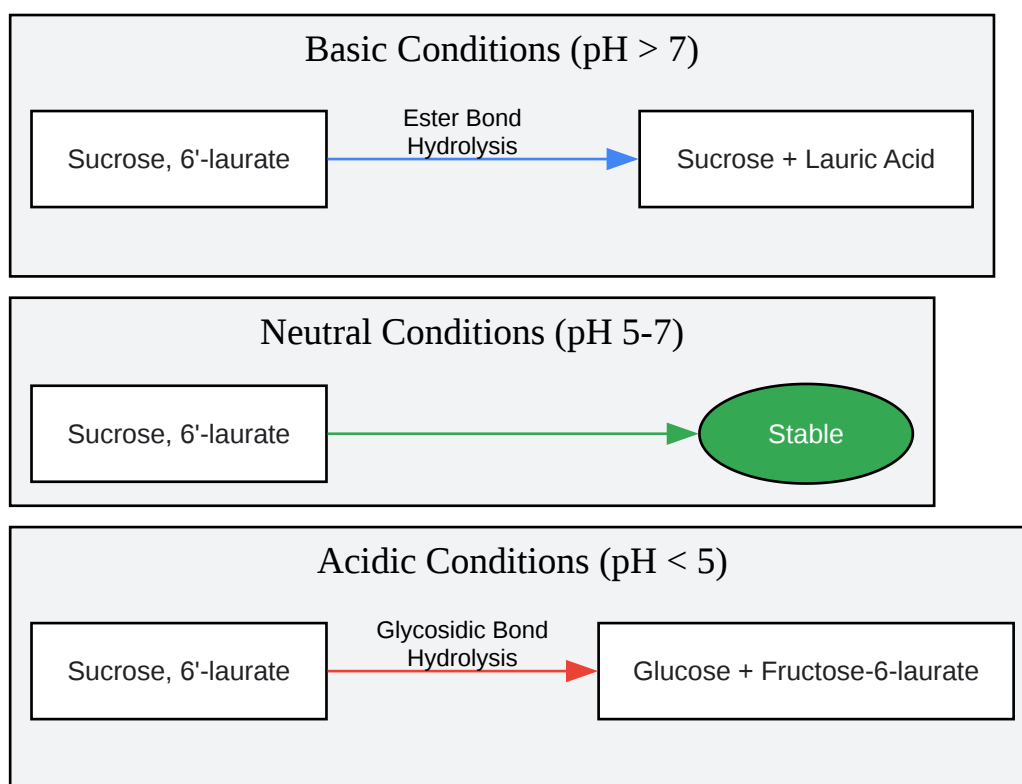 Basic Conditions (pH > 7)
Sucrose, 6'-laurate
Ester Bond
Hydrolysis
Sucrose + Lauric Acid
Neutral Conditions (pH 5-7)
Sucrose, 6'-laurate
Stable
Acidic Conditions (pH < 5)
Sucrose, 6'-laurate
Glycosidic Bond
Hydrolysis
Glucose + Fructose-6-laurate